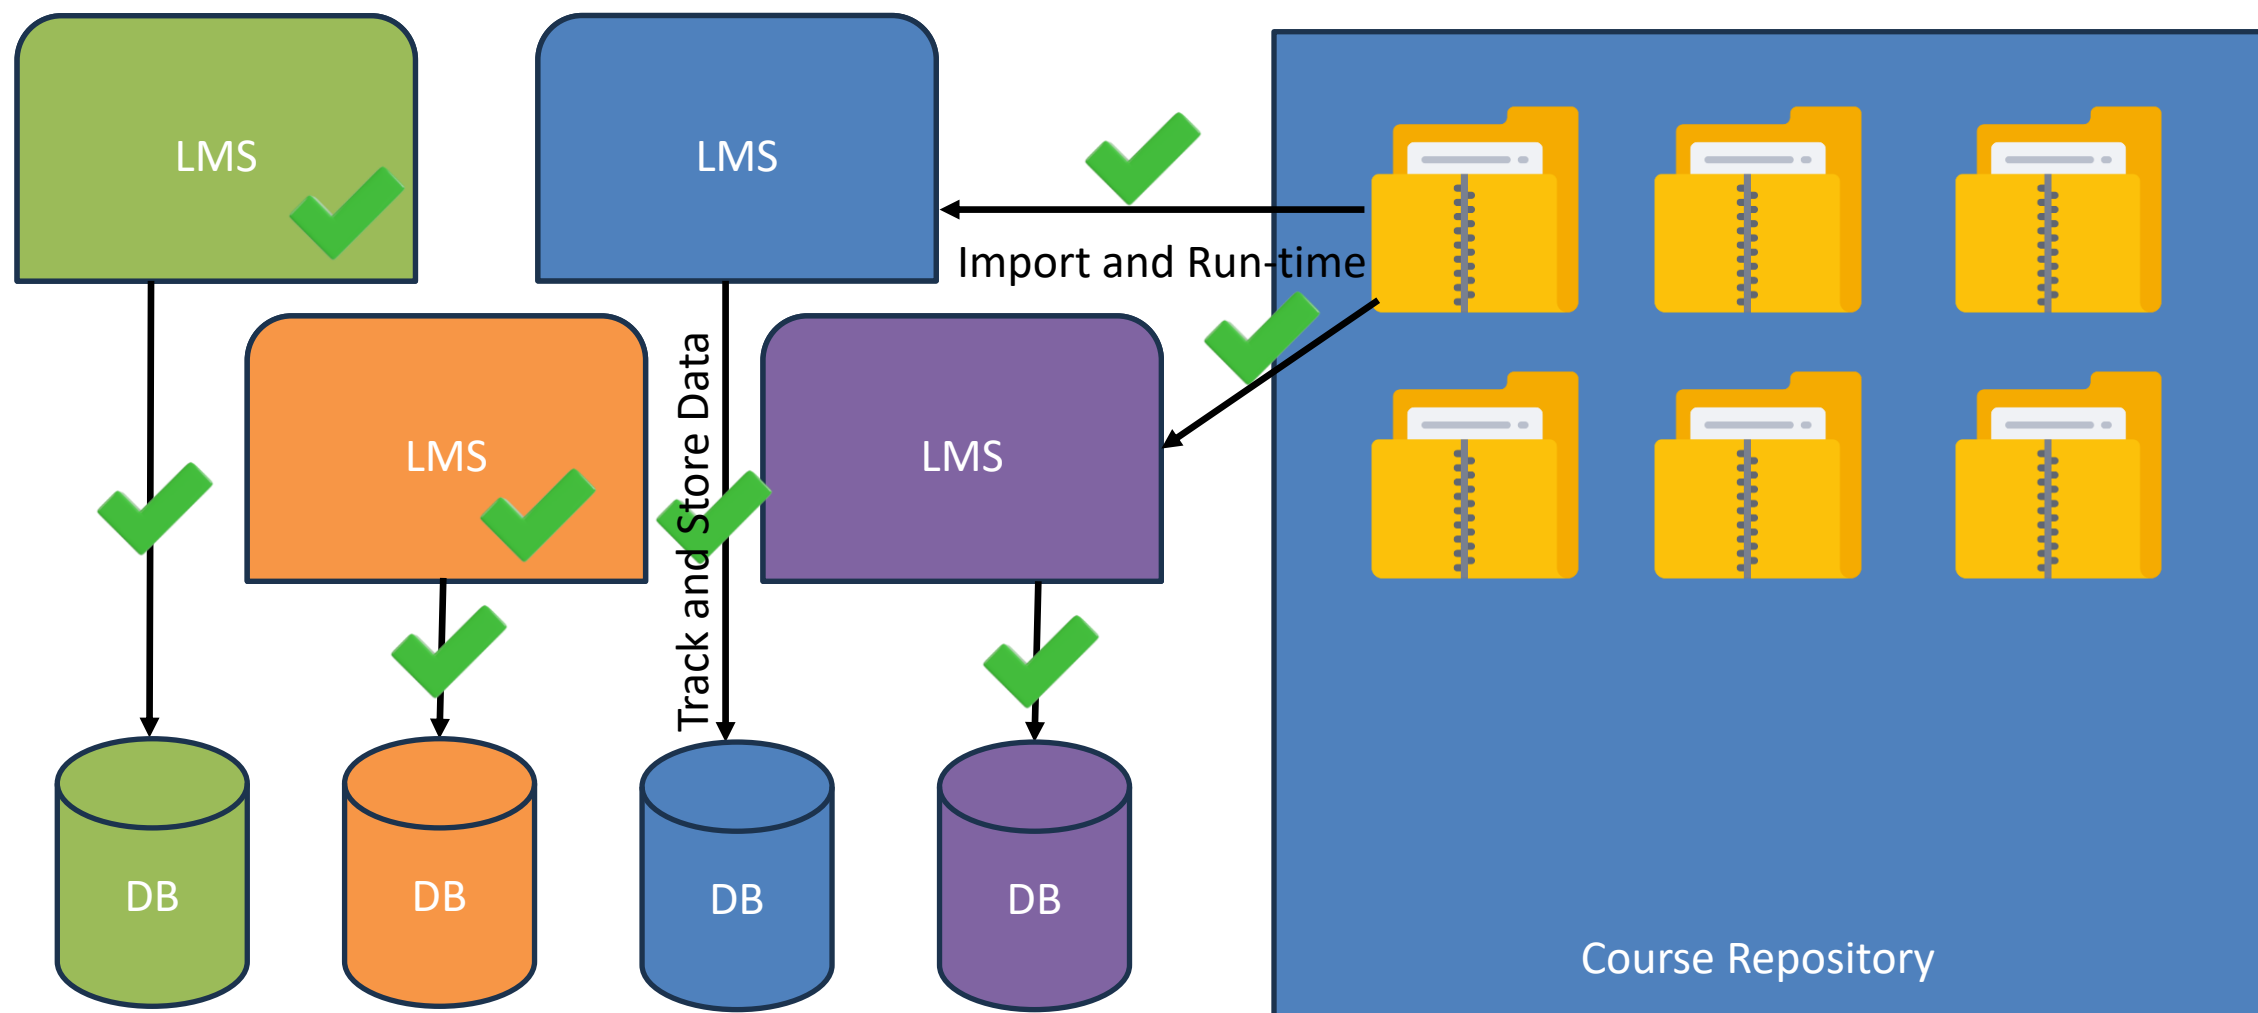 LMS
LMS
Import and Run-time
LMS
LMS
Track and Store Data
DB
DB
DB
DB
Course Repository